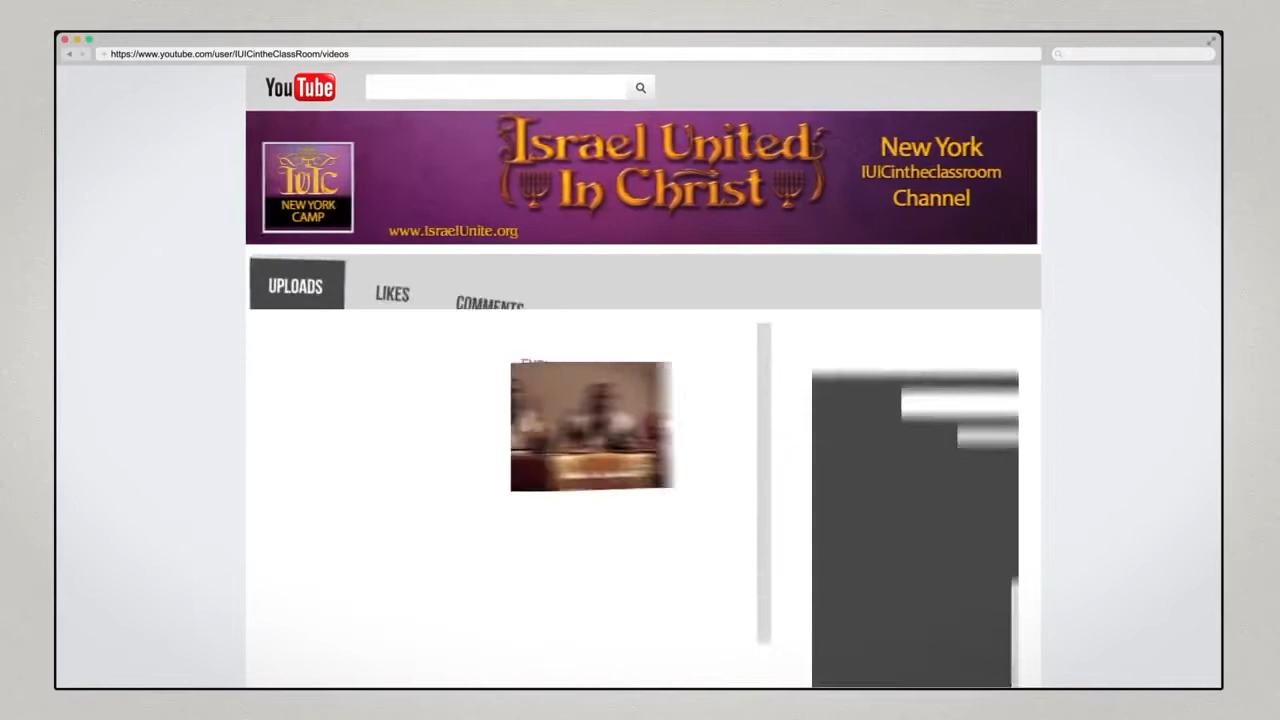 https://www.youtube.com/user/IUICintheClassRoom/videos
YouTube
Israel United
In Christ
New York
IUICintheclassroom
Channel
IUIC
NEW YORK
CAMP
www.IsraelUnite.org
UPLOADS
LIKES
COMMENTS